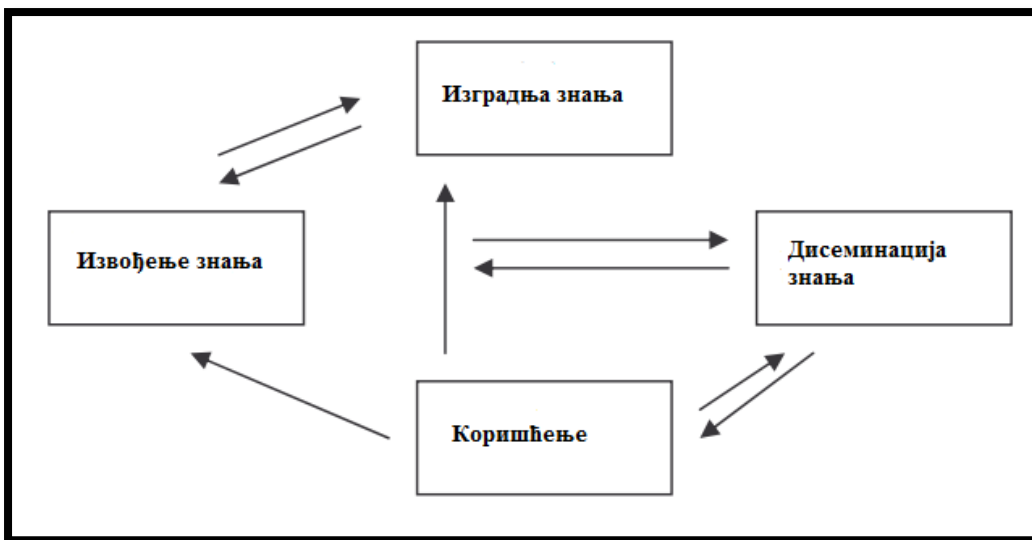 Изградња знања
Извођење знања
Дисеминација
знања
Коришћење